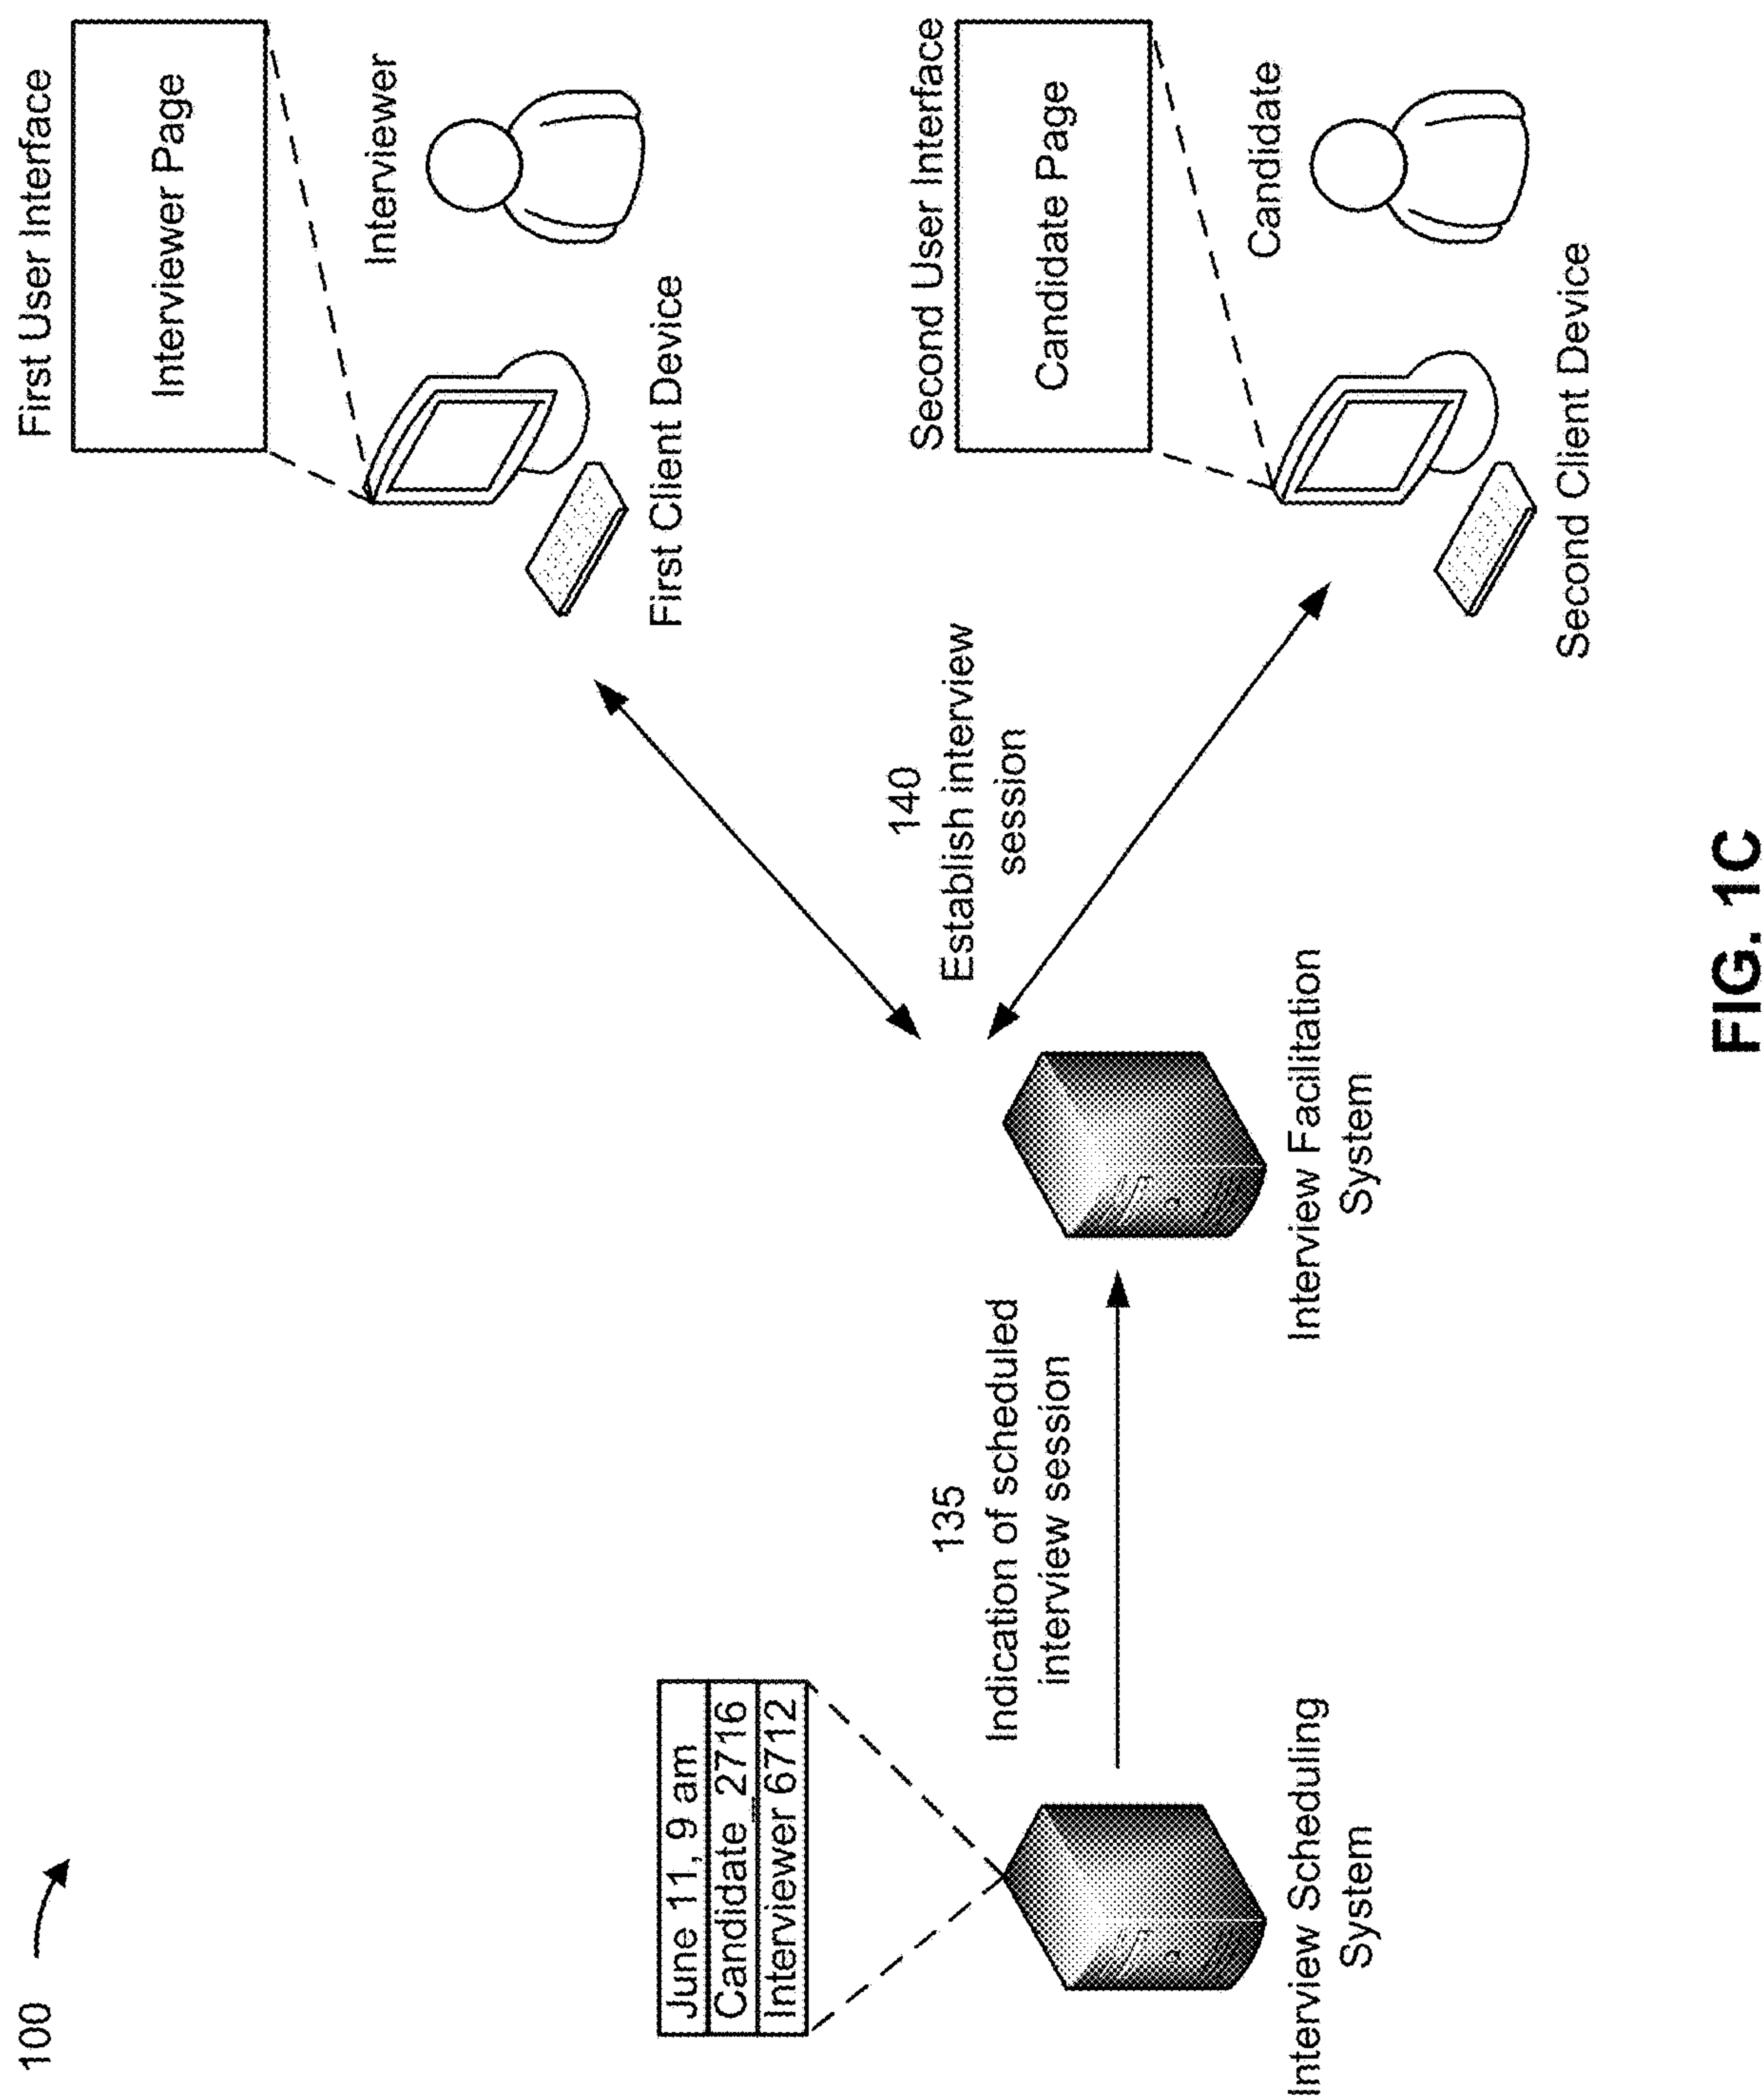 100
First User Interface
Interviewer Page
Interviewer
First Client Device
June 11, 9 am
Candidate 2716
Interviewer 6712
135
Indication of scheduled
interview session
140
Establish interview
session
Second User Interface
Candidate Page
Candidate
Second Client Device
Interview Scheduling
System
Interview Facilitation
System
FIG. 1C